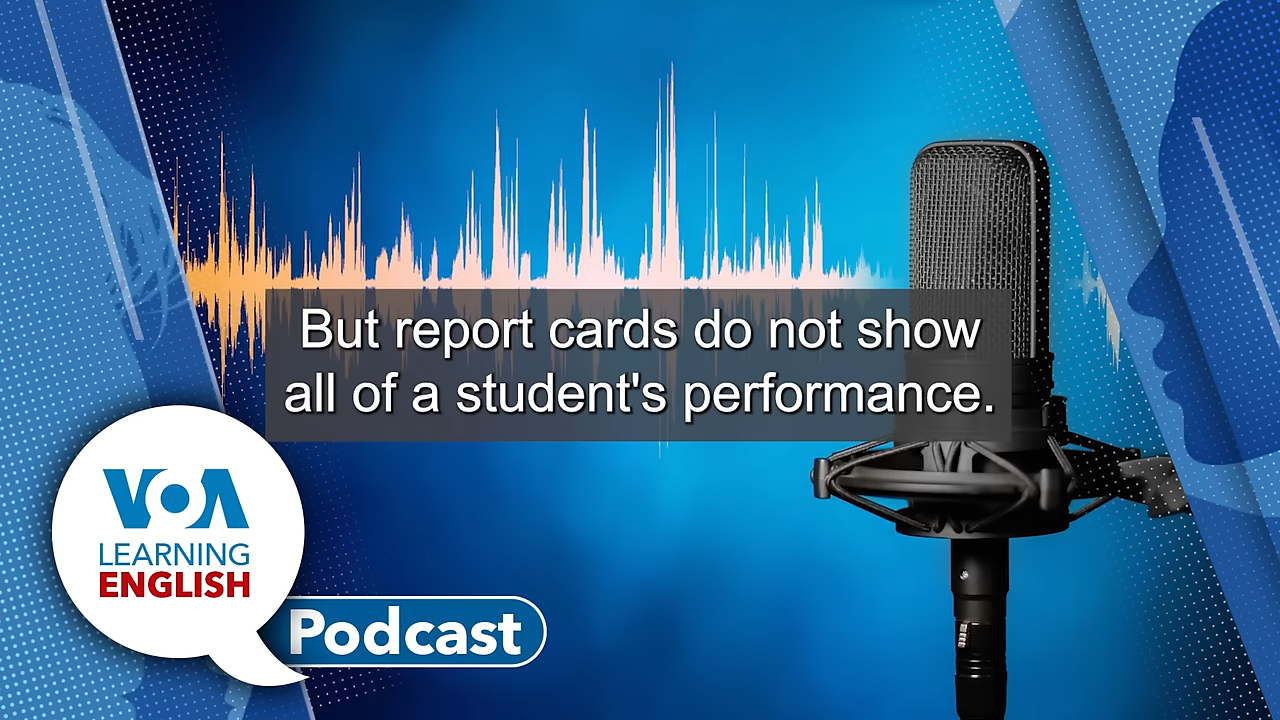 But report cards do not show
all of a student's performance.
VOA
LEARNING
ENGLISH
Podcast